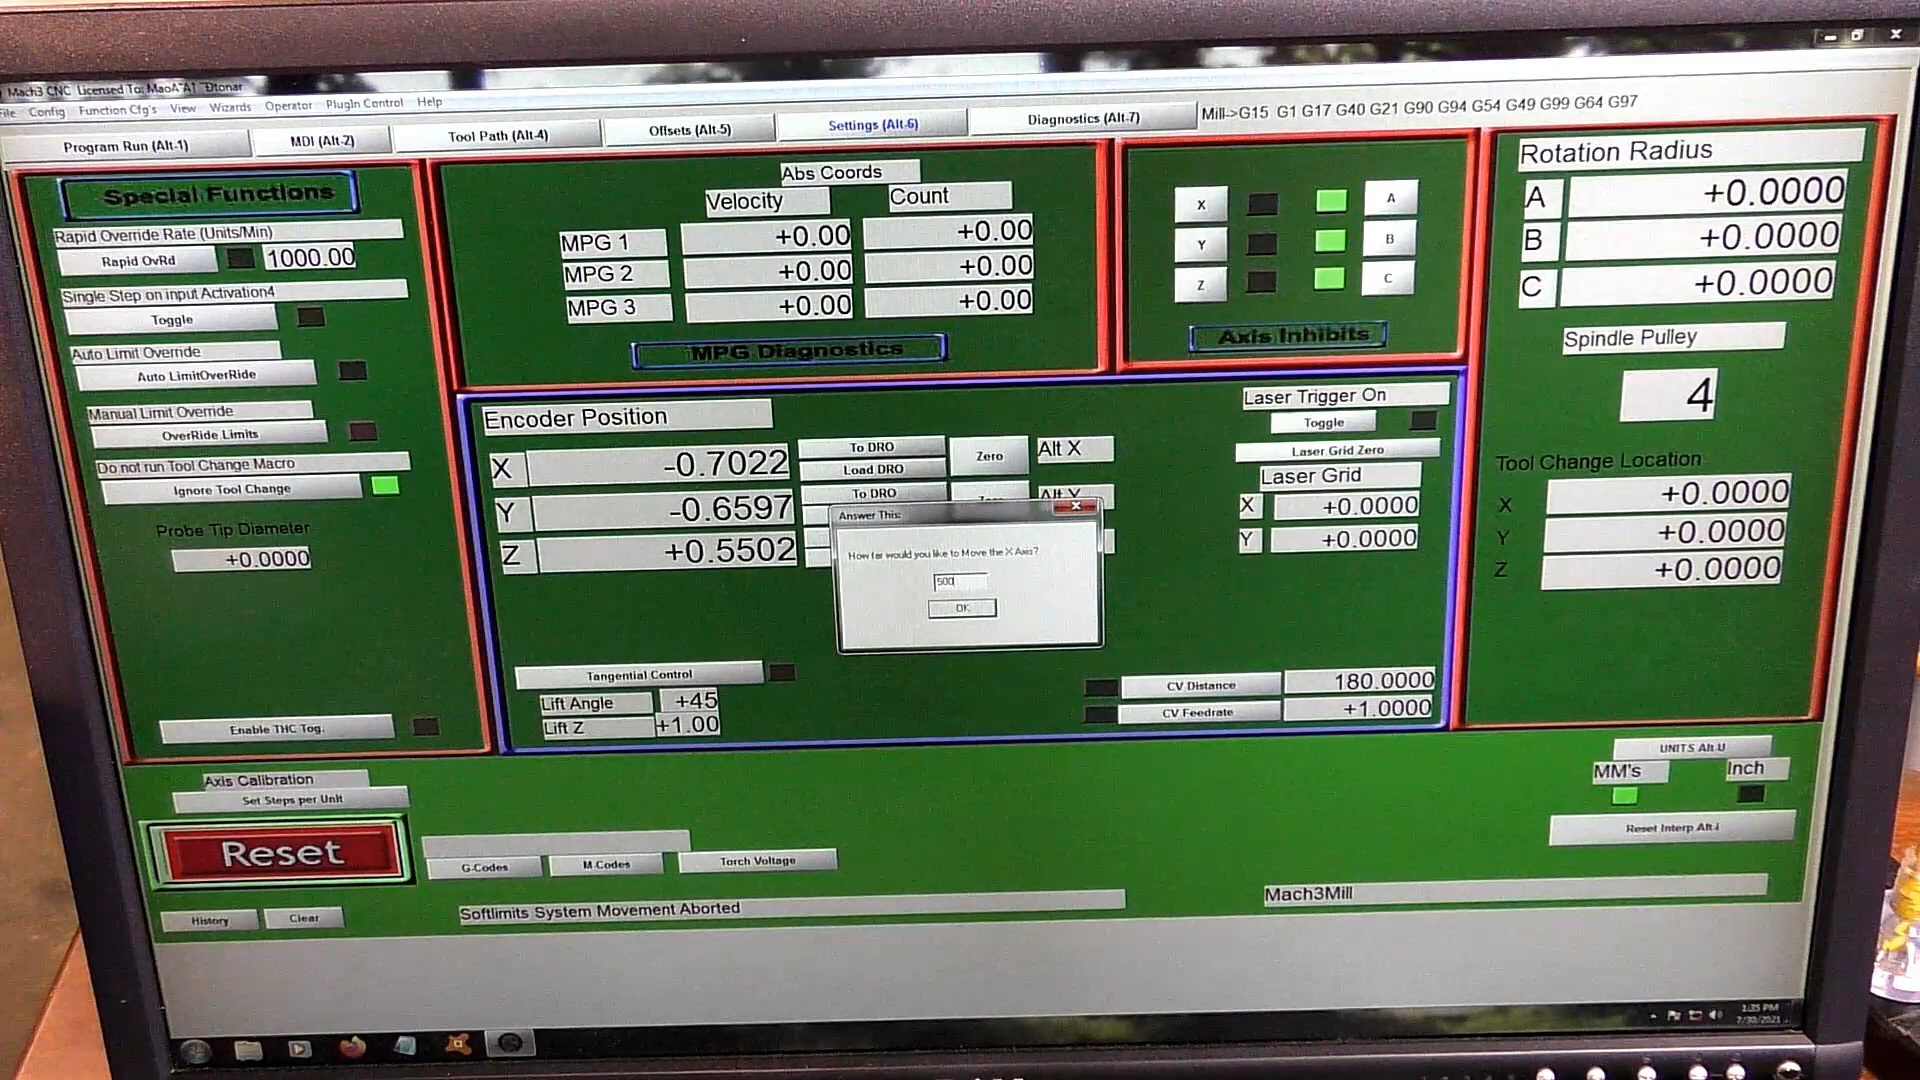 Mach3 CNC Licensed To:
File Config Function Cfg's View Wizards Operator PlugIn Control Help
Program Run (Alt-1)
MDI (Alt-2)
Tool Path (Alt-4)
Offsets (Alt-5)
Settings (Alt-6)
Diagnostics (Alt-7)
Mill->G15 G1 G17 G40 G21 G90 G94 G54 G49 G99 G64 G97
Special Functions
Rapid Override Rate (Units/Min)
Rapid OvRd 1000.00
Single Step on input Activation4
Toggle
Auto Limit Override
Auto LimitOverRide
Manual Limit Override
OverRide Limits
Do not run Tool Change Macro
Ignore Tool Change
Probe Tip Diameter
+0.0000
Enable THC Tog.
Abs Coords
Velocity Count
MPG 1 +0.00 +0.00
MPG 2 +0.00 +0.00
MPG 3 +0.00 +0.00
MPG Diagnostics
X A
Y B
Z C
Axis Inhibits
Rotation Radius
A +0.0000
B +0.0000
C +0.0000
Spindle Pulley
4
Tool Change Location
X +0.0000
Y +0.0000
Z +0.0000
Encoder Position
X -0.7022
Y -0.6597
Z +0.5502
To DRO
Load DRO
Zero
Alt X
To DRO
Zero
Alt Y
Answer This:
How far would you like to Move the X Axis?
500
OK
Laser Trigger On
Toggle
Laser Grid Zero
Laser Grid
X +0.0000
Y +0.0000
Tangential Control
Lift Angle +45
Lift Z +1.00
CV Distance 180.0000
CV Feedrate +1.0000
Axis Calibration
Set Steps per Unit
Reset
G-Codes M-Codes Torch Voltage
History Clear
Softlimits System Movement Aborted
Mach3Mill
UNITS Alt-U
MM's Inch
Reset Interp Alt-I
1:35 PM
7/30/2021